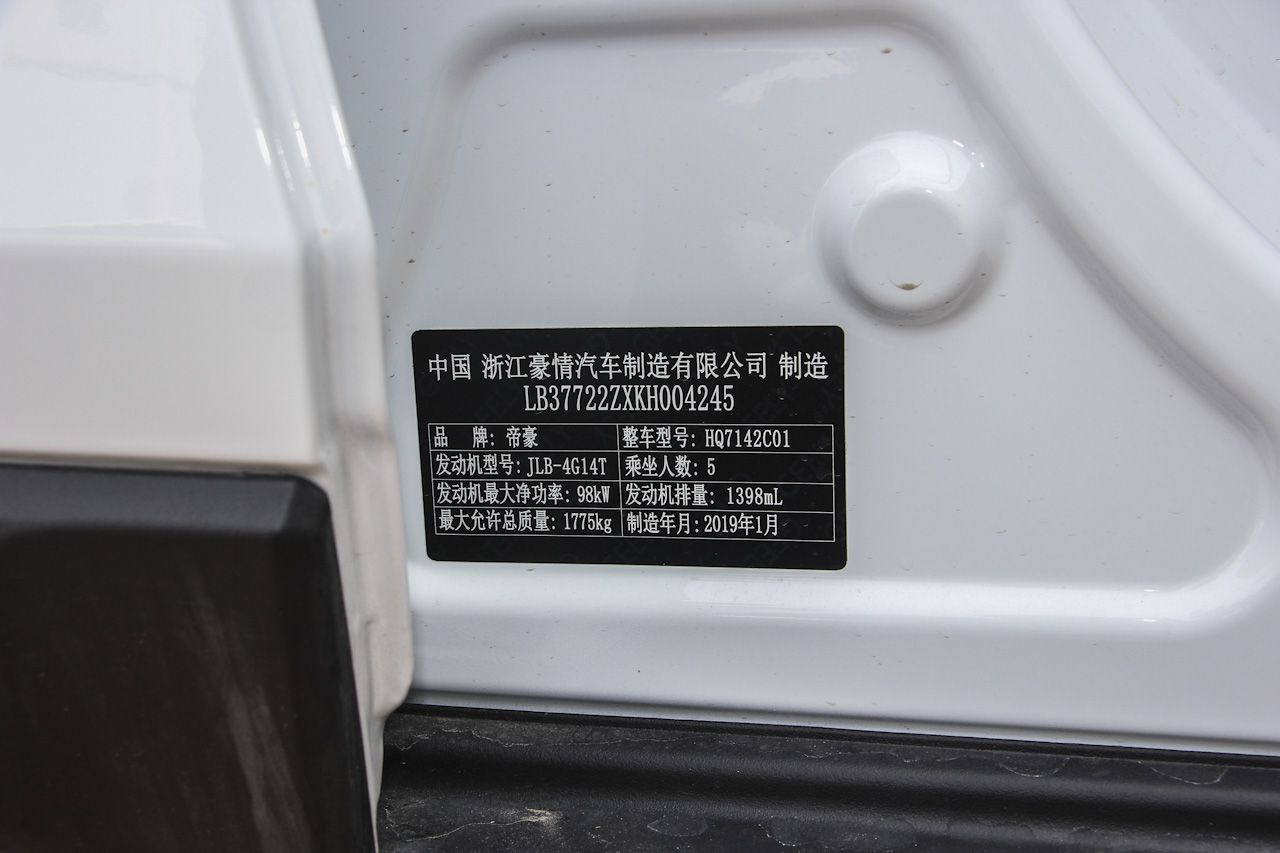 中国 浙江豪情汽车制造有限公司 制造
LB37722ZXKH004245
品 牌: 帝豪 整车型号: HQ7142C01
发动机型号: JLB-4G14T 乘坐人数: 5
发动机最大净功率: 98kW 发动机排量: 1398mL
最大允许总质量: 1775kg 制造年月: 2019年1月